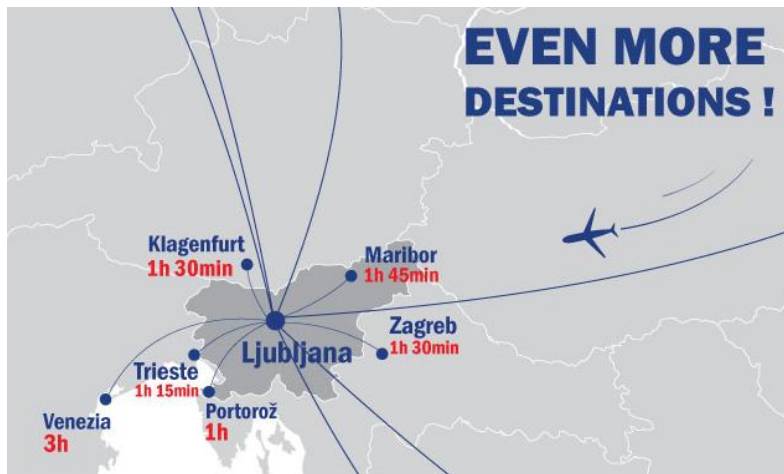 EVEN MORE
DESTINATIONS !
Klagenfurt
1h 30min
Maribor
1h 45min
Ljubljana
Zagreb
1h 30min
Trieste
1h 15min
Portorož
1h
Venezia
3h